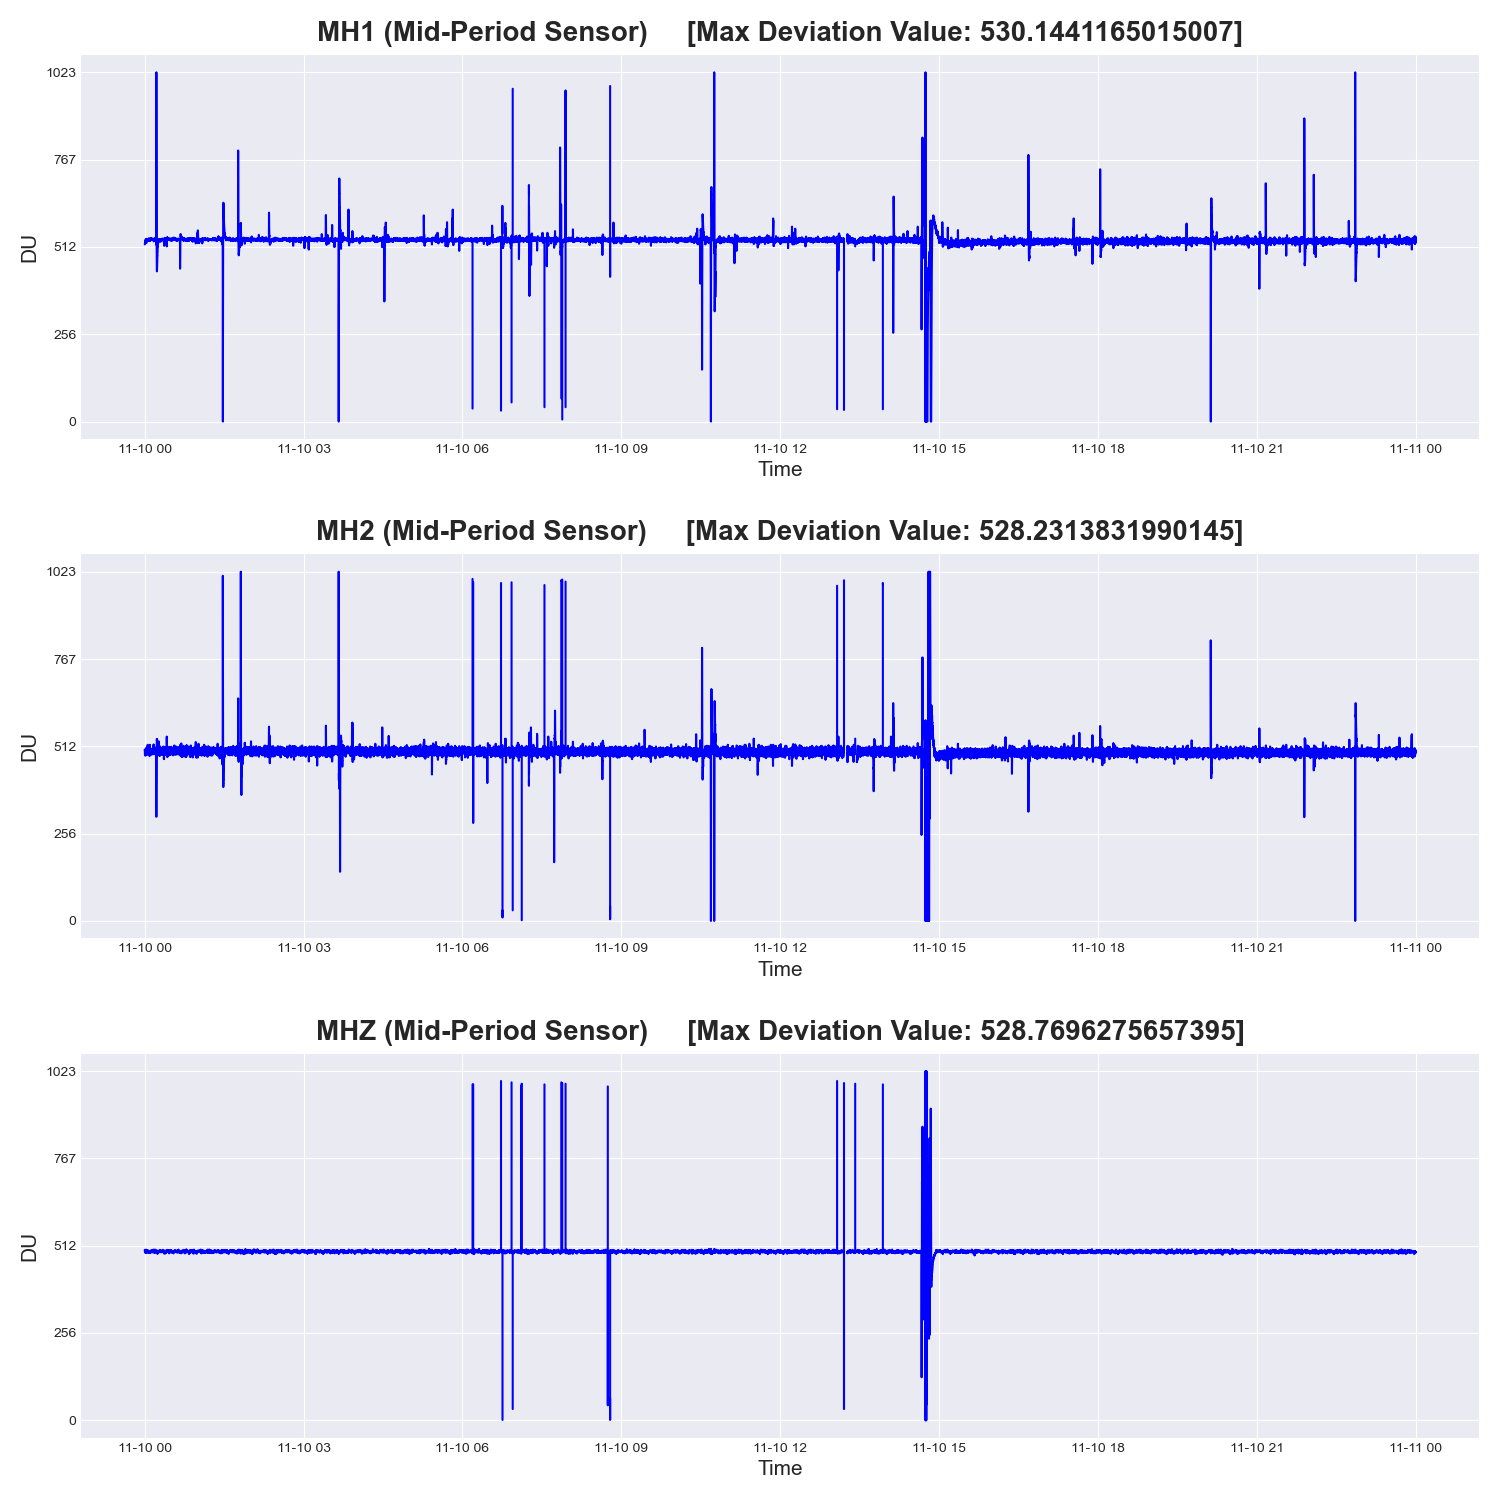 MH1 (Mid-Period Sensor) [Max Deviation Value: 530.1441165015007]
1023
767
512
256
0
DU
11-10 00 11-10 03 11-10 06 11-10 09 11-10 12 11-10 15 11-10 18 11-10 21 11-11 00
Time
MH2 (Mid-Period Sensor) [Max Deviation Value: 528.2313831990145]
1023
767
512
256
0
DU
11-10 00 11-10 03 11-10 06 11-10 09 11-10 12 11-10 15 11-10 18 11-10 21 11-11 00
Time
MHZ (Mid-Period Sensor) [Max Deviation Value: 528.7696275657395]
1023
767
512
256
0
DU
11-10 00 11-10 03 11-10 06 11-10 09 11-10 12 11-10 15 11-10 18 11-10 21 11-11 00
Time